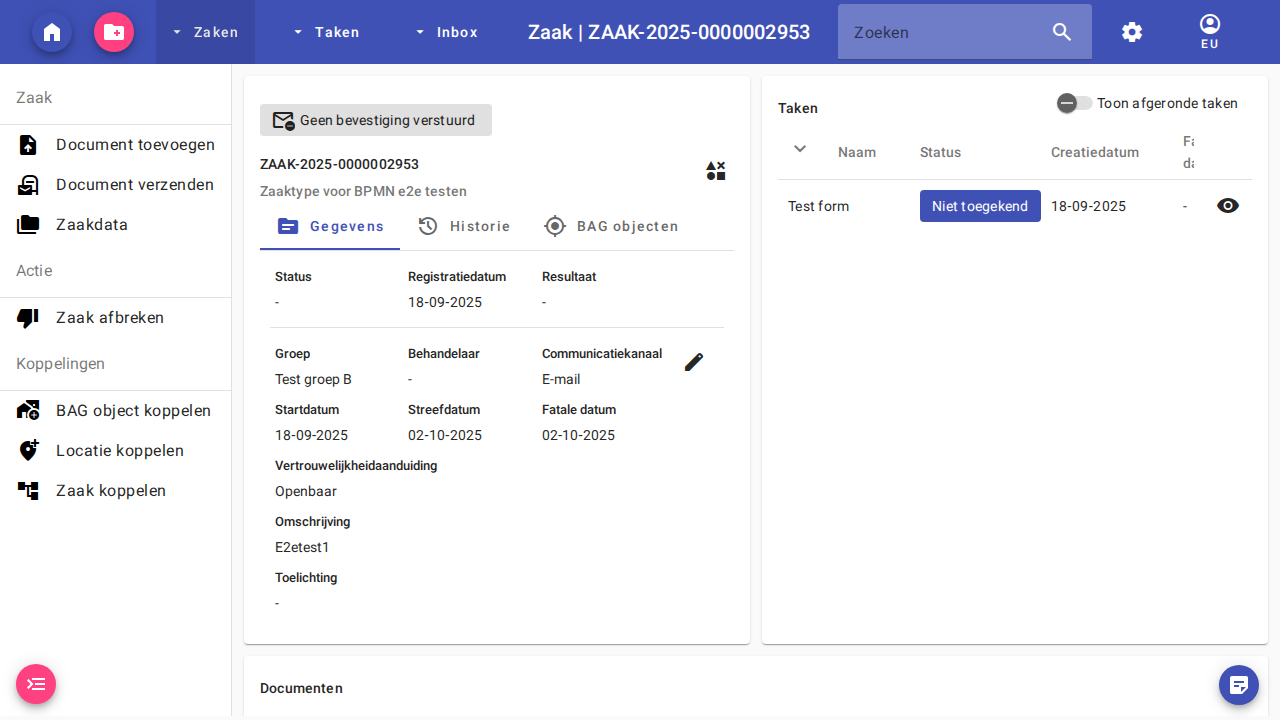 Zaken
Taken
Inbox
Zaak | ZAAK-2025-0000002953
Zoeken
EU
Zaak
Document toevoegen
Document verzenden
Zaakdata
Actie
Zaak afbreken
Koppelingen
BAG object koppelen
Locatie koppelen
Zaak koppelen
Geen bevestiging verstuurd
ZAAK-2025-0000002953
Zaaktype voor BPMN e2e testen
Gegevens
Historie
BAG objecten
Status
Registratiedatum
Resultaat
-
18-09-2025
-
Groep
Behandelaar
Communicatiekanaal
Test groep B
-
E-mail
Startdatum
Streefdatum
Fatale datum
18-09-2025
02-10-2025
02-10-2025
Vertrouwelijkheidaanduiding
Openbaar
Omschrijving
E2etest1
Toelichting
-
Taken
Toon afgeronde taken
Naam
Status
Creatiedatum
Test form
Niet toegekend
18-09-2025
-
Documenten